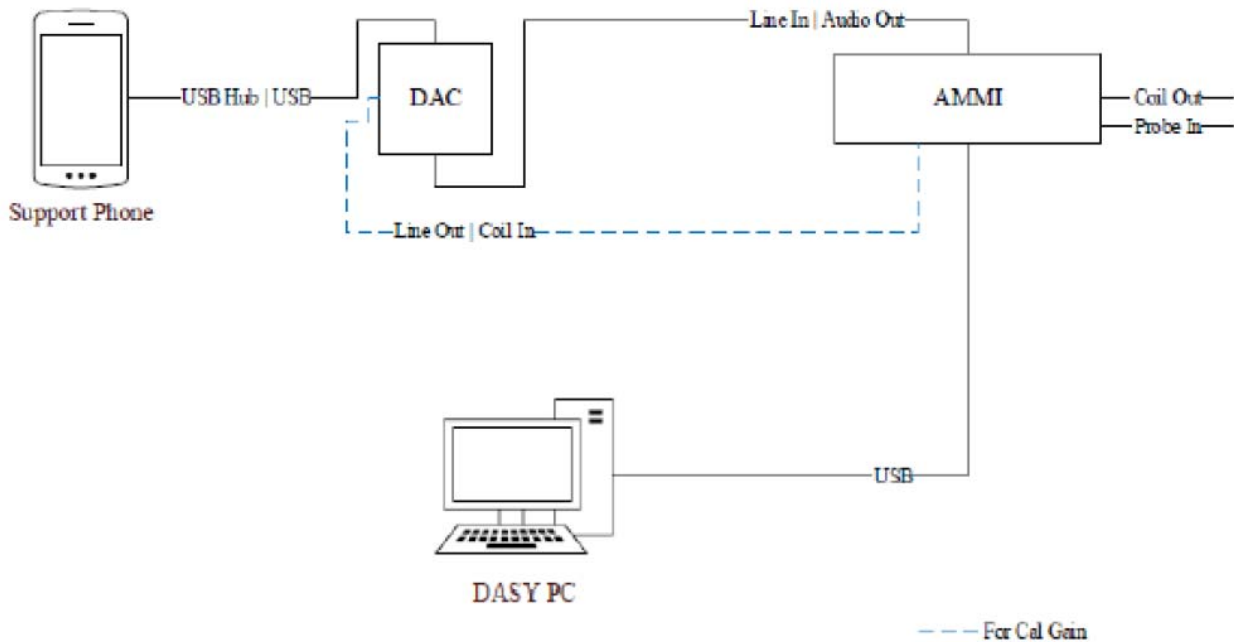 Line In | Audio Out
USB Hub | USB
DAC
AMMI
Coil Out
Probe In
Support Phone
Line Out | Coil In
USB
DASY PC
For Cal Gain